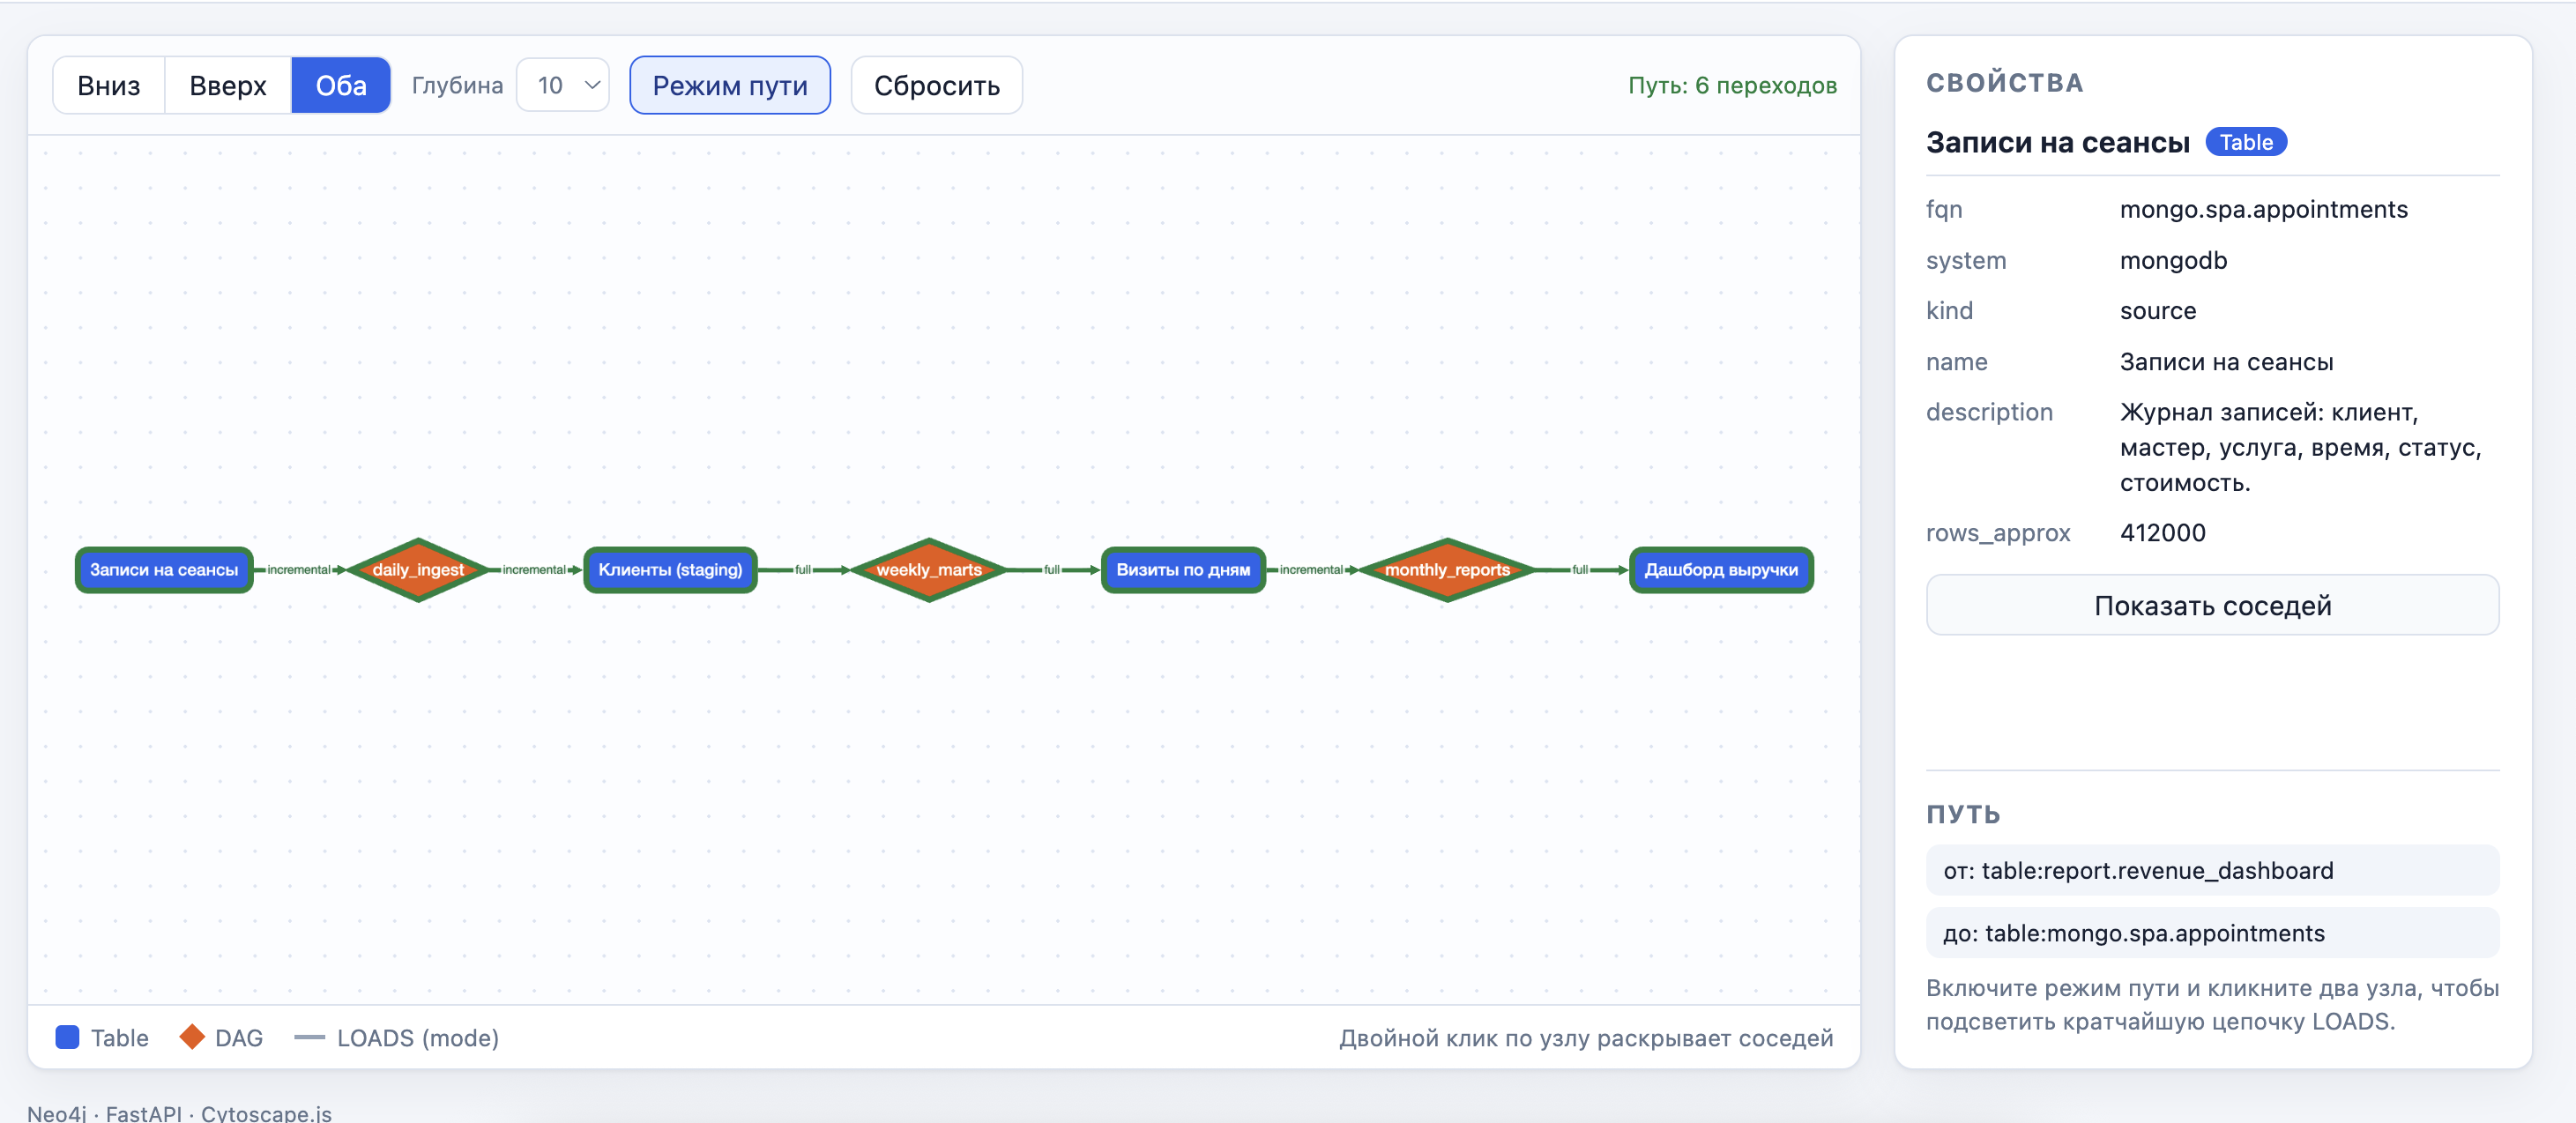 Вниз Вверх Оба Глубина 10 Режим пути Сбросить Путь: 6 переходов
Записи на сеансы incremental daily_ingest incremental Клиенты (staging) full weekly_marts full Визиты по дням incremental monthly_reports full Дашборд выручки
Table DAG LOADS (mode) Двойной клик по узлу раскрывает соседей
СВОЙСТВА
Записи на сеансы Table
fqn mongo.spa.appointments
system mongodb
kind source
name Записи на сеансы
description Журнал записей: клиент,
мастер, услуга, время, статус,
стоимость.
rows_approx 412000
Показать соседей
ПУТЬ
от: table:report.revenue_dashboard
до: table:mongo.spa.appointments
Включите режим пути и кликните два узла, чтобы
подсветить кратчайшую цепочку LOADS.
Neo4j · FastAPI · Cytoscape.js